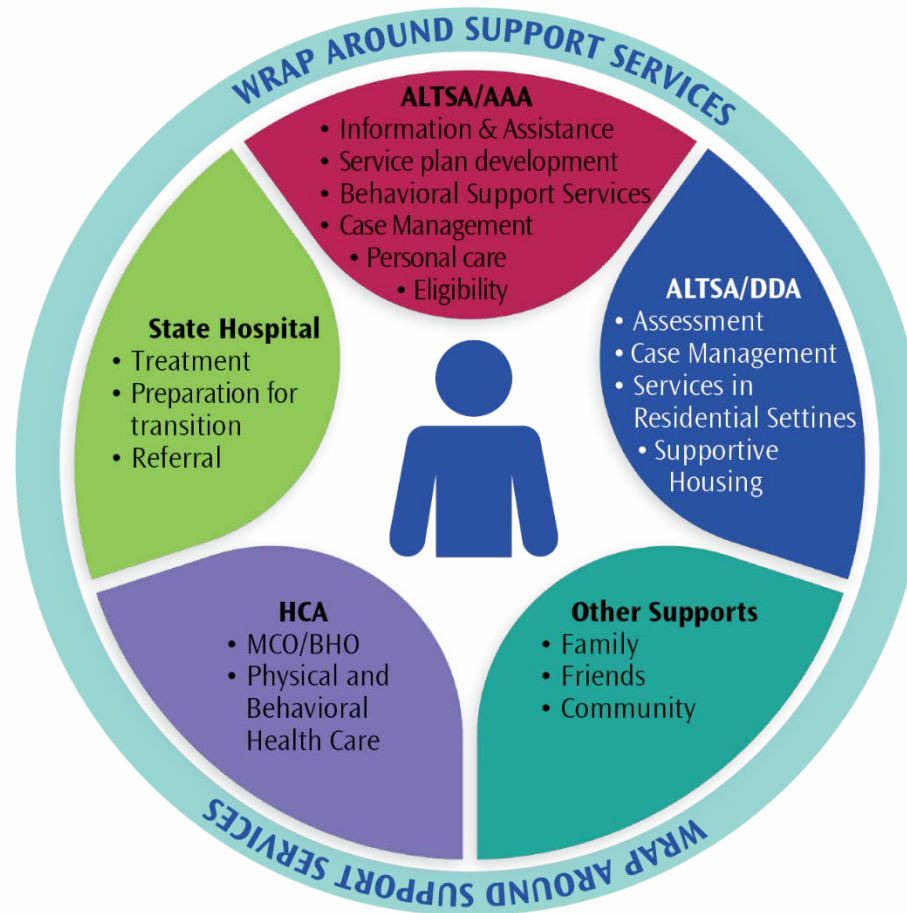 WRAP AROUND SUPPORT SERVICES
ALTSA/AAA
• Information & Assistance
• Service plan development
• Behavioral Support Services
• Case Management
• Personal care
• Eligibility
ALTSA/DDA
• Assessment
• Case Management
• Services in
Residential Settines
• Supportive
Housing
State Hospital
• Treatment
• Preparation for
transition
• Referral
HCA
• MCO/BHO
• Physical and
Behavioral
Health Care
Other Supports
• Family
• Friends
• Community
WRAP AROUND SUPPORT SERVICES